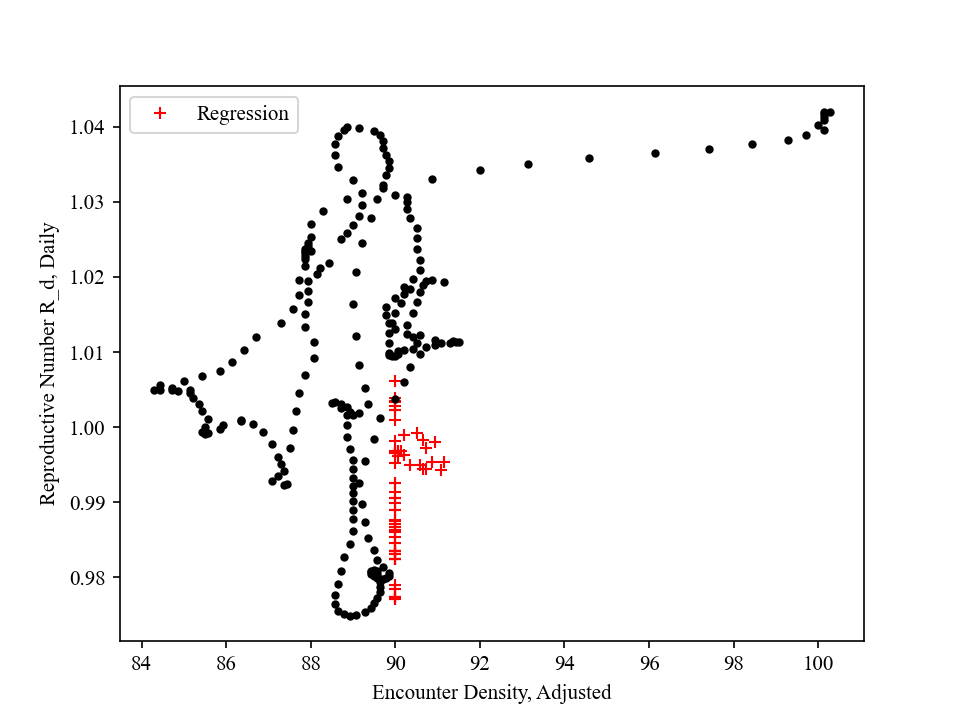 Regression
1.04
1.03
1.02
1.01
1.00
0.99
0.98
Reproductive Number R_d, Daily
84 86 88 90 92 94 96 98 100
Encounter Density, Adjusted